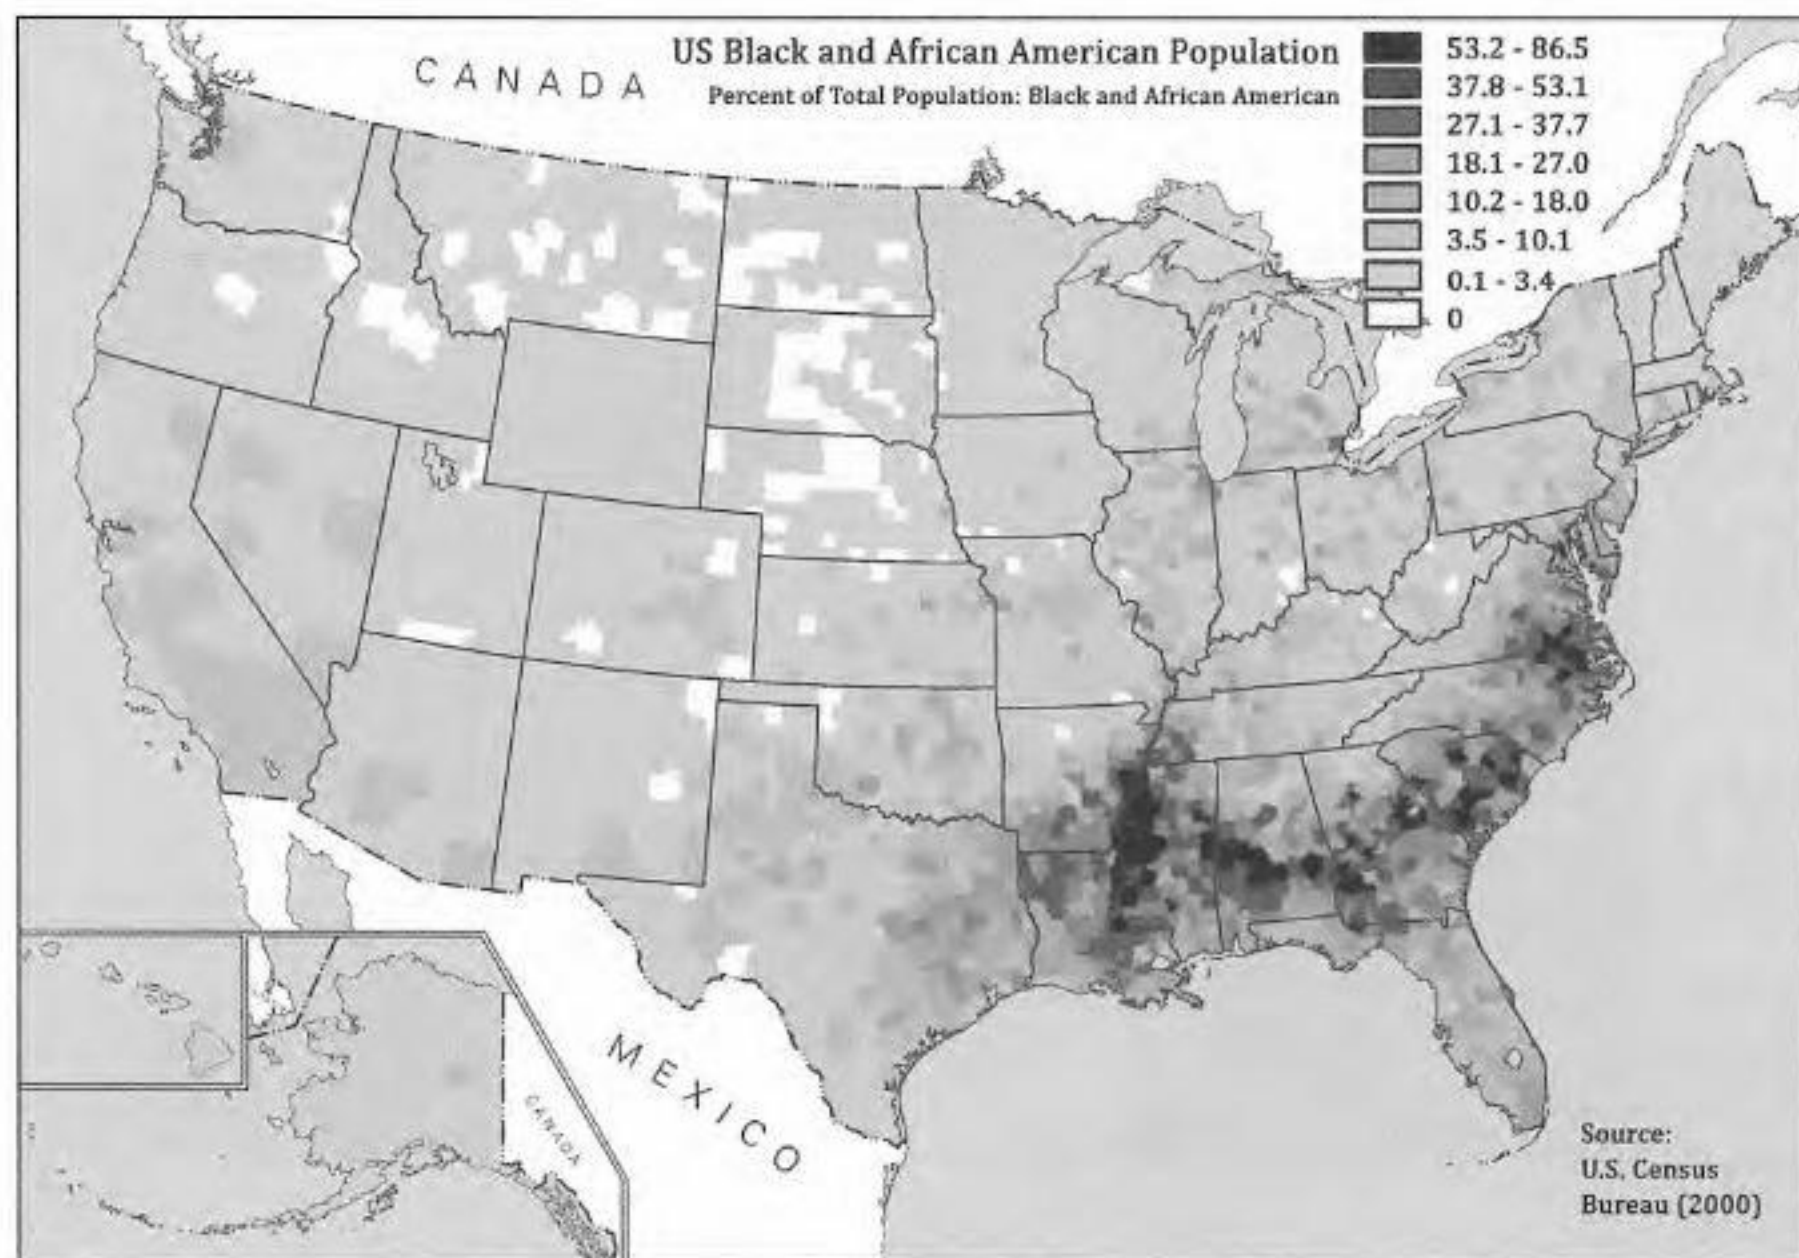 US Black and African American Population
Percent of Total Population: Black and African American
53.2 - 86.5
37.8 - 53.1
27.1 - 37.7
18.1 - 27.0
10.2 - 18.0
3.5 - 10.1
0.1 - 3.4
0
CANADA
MEXICO
CANADA
Source:
U.S. Census
Bureau (2000)